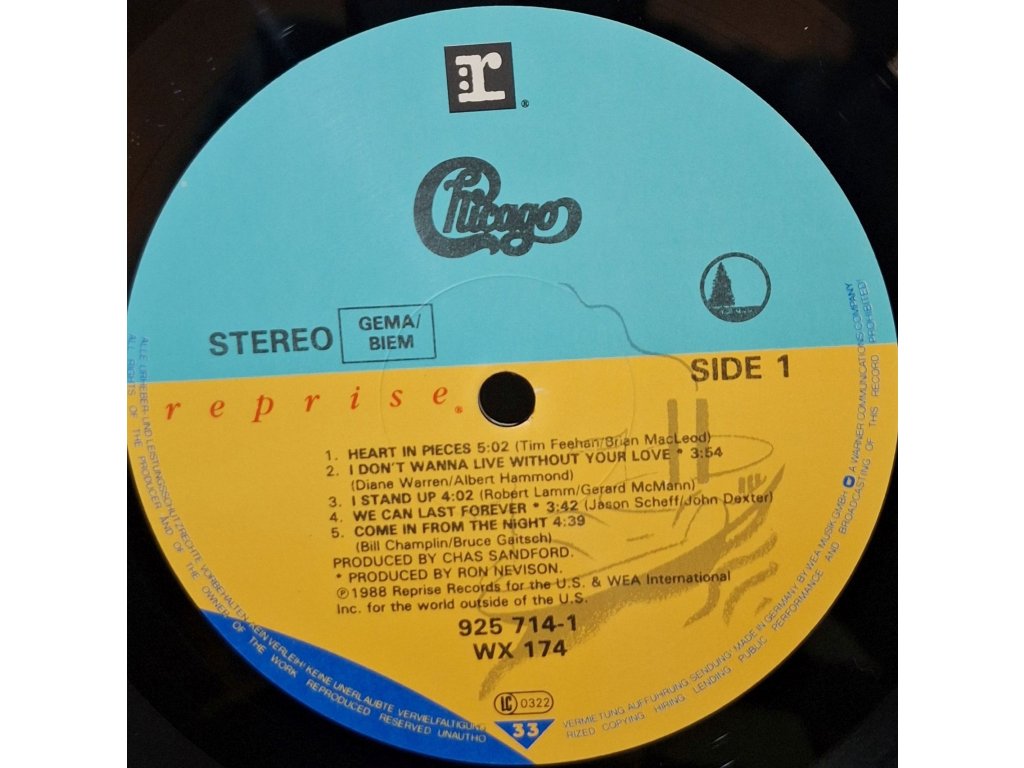 r
®
Chicago
STEREO
GEMA/
BIEM
SIDE 1
reprise®
1. HEART IN PIECES 5:02 (Tim Feehan/Brian MacLeod)
2. I DON'T WANNA LIVE WITHOUT YOUR LOVE * 3:54
(Diane Warren/Albert Hammond)
3. I STAND UP 4:02 (Robert Lamm/Gerard McMann)
4. WE CAN LAST FOREVER * 3:42 (Jason Scheff/John Dexter)
5. COME IN FROM THE NIGHT 4:39
(Bill Champlin/Bruce Gaitsch)
PRODUCED BY CHAS SANDFORD.
* PRODUCED BY RON NEVISON.
℗1988 Reprise Records for the U.S. & WEA International
Inc. for the world outside of the U.S.
925 714-1
WX 174
LC 0322
33
ALLE URHEBER- UND LEISTUNGSSCHUTZRECHTE VORBEHALTEN KEIN VERLEIH! KEINE UNERLAUBTE VERVIELFALTIGUNG
VERMIETUNG AUFFUHRUNG SENDUNG! MADE IN GERMANY BY WEA MUSIK GMBH A WARNER COMMUNICATIONS COMPANY
ALL RIGHTS OF THE PRODUCER AND OF THE OWNER OF THE WORK REPRODUCED RESERVED UNAUTHO
RIZED COPYING HIRING LENDING PUBLIC PERFORMANCE AND BROADCASTING OF THIS RECORD PROHIBITED!